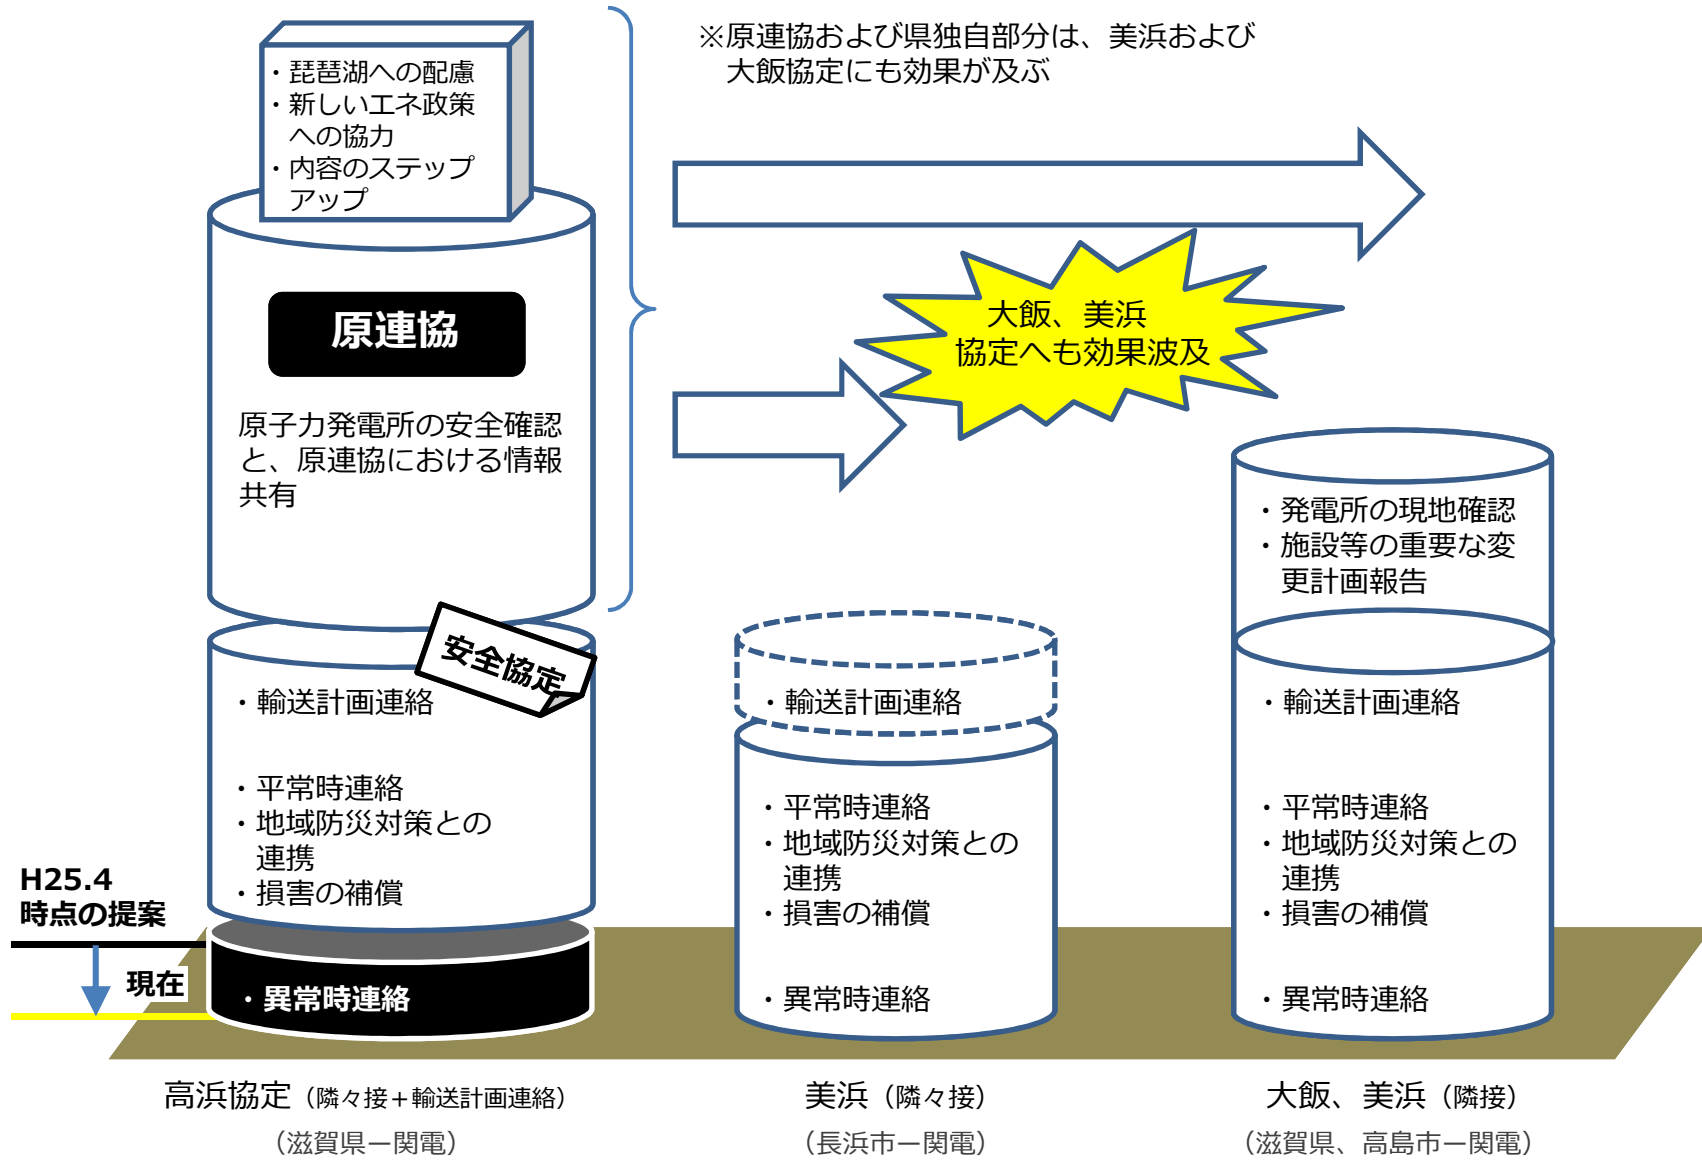 ※原連協および県独自部分は、美浜および
大飯協定にも効果が及ぶ
・琵琶湖への配慮
・新しいエネ政策
への協力
・内容のステップ
アップ
原連協
原子力発電所の安全確認
と、原連協における情報
共有
大飯、美浜
協定へも効果波及
安全協定
・輸送計画連絡
・平常時連絡
・地域防災対策との
連携
・損害の補償
・異常時連絡
H25.4
時点の提案
現在
・輸送計画連絡
・平常時連絡
・地域防災対策との
連携
・損害の補償
・異常時連絡
・発電所の現地確認
・施設等の重要な変
更計画報告
・輸送計画連絡
・平常時連絡
・地域防災対策との
連携
・損害の補償
・異常時連絡
高浜協定（隣々接＋輸送計画連絡）
（滋賀県ー関電）
美浜（隣々接）
（長浜市ー関電）
大飯、美浜（隣接）
（滋賀県、高島市ー関電）